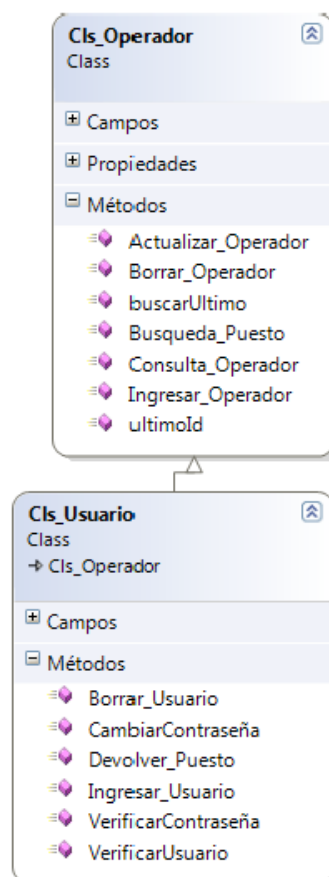 Cls_Operador
Class
Campos
Propiedades
Métodos
Actualizar_Operador
Borrar_Operador
buscarUltimo
Busqueda_Puesto
Consulta_Operador
Ingresar_Operador
ultimoId
Cls_Usuario
Class
Cls_Operador
Campos
Métodos
Borrar_Usuario
CambiarContraseña
Devolver_Puesto
Ingresar_Usuario
VerificarContraseña
VerificarUsuario